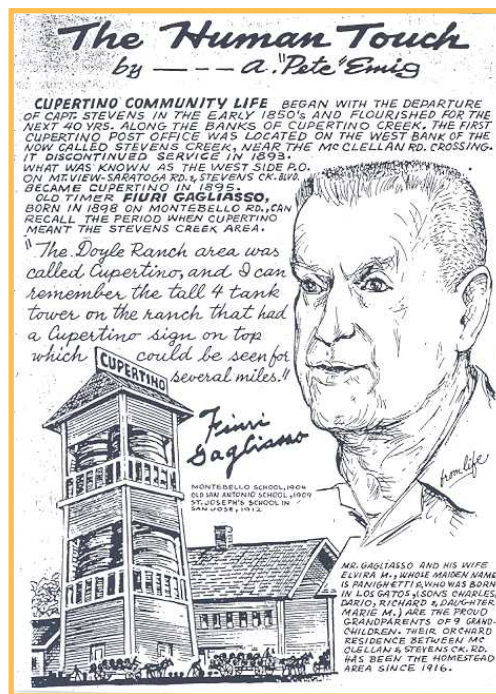 The Human Touch
by ---- a. "Pete" Emig
CUPERTINO COMMUNITY LIFE BEGAN WITH THE DEPARTURE
OF CAPT. STEVENS IN THE EARLY 1850's AND FLOURISHED FOR THE
NEXT 40 YRS. ALONG THE BANKS OF CUPERTINO CREEK. THE FIRST
CUPERTINO POST OFFICE WAS LOCATED ON THE WEST BANK OF THE
NOW CALLED STEVENS CREEK, NEAR THE MC CLELLAN RD. CROSSING.
IT DISCONTINUED SERVICE IN 1893.
WHAT WAS KNOWN AS THE WEST SIDE P.O.
ON MT. VIEW-SARATOGA RD. & STEVENS CK. BLVD.
BECAME CUPERTINO IN 1895.
OLD TIMER FIURI GAGLIASSO,
BORN IN 1898 ON MONTEBELLO RD., CAN
RECALL THE PERIOD WHEN CUPERTINO
MEANT THE STEVENS CREEK AREA.
"The Doyle Ranch area was
called Cupertino, and I can
remember the tall 4 tank
tower on the ranch that had
a Cupertino sign on top
which could be seen for
several miles."
CUPERTINO
Fiuri
Gagliasso
MONTEBELLO SCHOOL, 1904
OLD SAN ANTONIO SCHOOL, 1909
ST. JOSEPH'S SCHOOL IN
SAN JOSE, 1912
from life
MR. GAGLIASSO AND HIS WIFE
ELVIRA M., WHOSE MAIDEN NAME
IS PANIGHETTI &, WHO WAS BORN
IN LOS GATOS, (SONS CHARLES,
DARIO, RICHARD & DAUGHTER
MARIE M.) ARE THE PROUD
GRANDPARENTS OF 9 GRAND-
CHILDREN. THEIR ORCHARD
RESIDENCE BETWEEN MC
CLELLAN & STEVENS CK. RD.
HAS BEEN THE HOMESTEAD
AREA SINCE 1916.